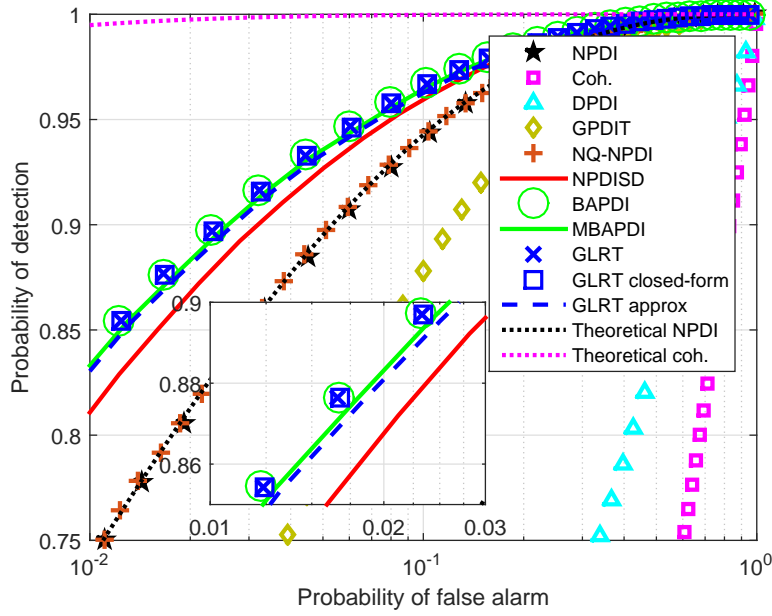 1
0.95
0.9
0.85
0.8
0.75
Probability of detection
NPDI
Coh.
DPDI
GPDIT
NQ-NPDI
NPDISD
BAPDI
MBAPDI
GLRT
GLRT closed-form
GLRT approx
Theoretical NPDI
Theoretical coh.
0.9
0.88
0.86
0.01
0.02
0.03
10^-2
10^-1
10^0
Probability of false alarm